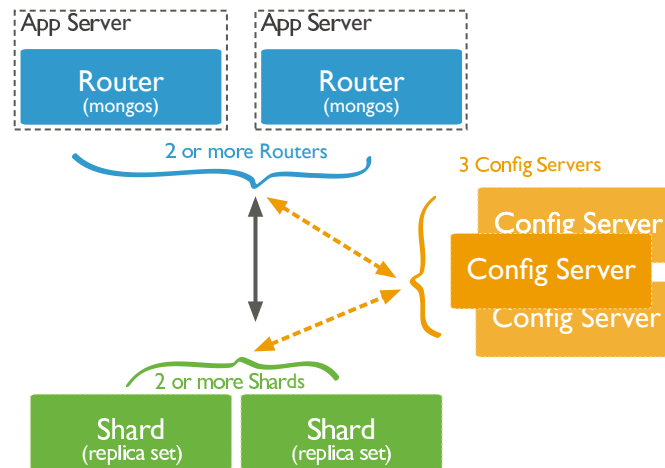 App Server
App Server
Router
(mongos)
Router
(mongos)
2 or more Routers
3 Config Servers
Config Server
Config Server
Config Server
2 or more Shards
Shard
(replica set)
Shard
(replica set)